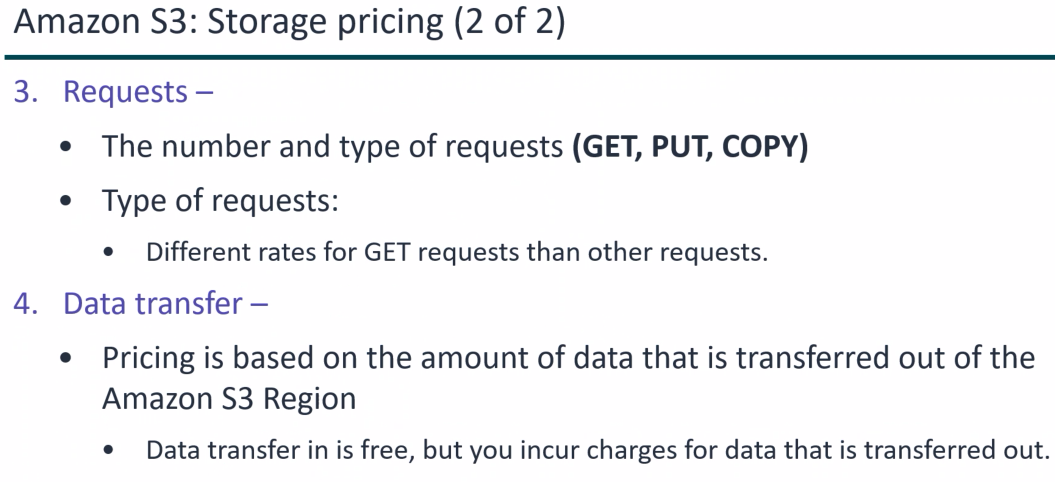 Amazon S3: Storage pricing (2 of 2)
3. Requests –
• The number and type of requests (GET, PUT, COPY)
• Type of requests:
• Different rates for GET requests than other requests.
4. Data transfer –
• Pricing is based on the amount of data that is transferred out of the
Amazon S3 Region
• Data transfer in is free, but you incur charges for data that is transferred out.